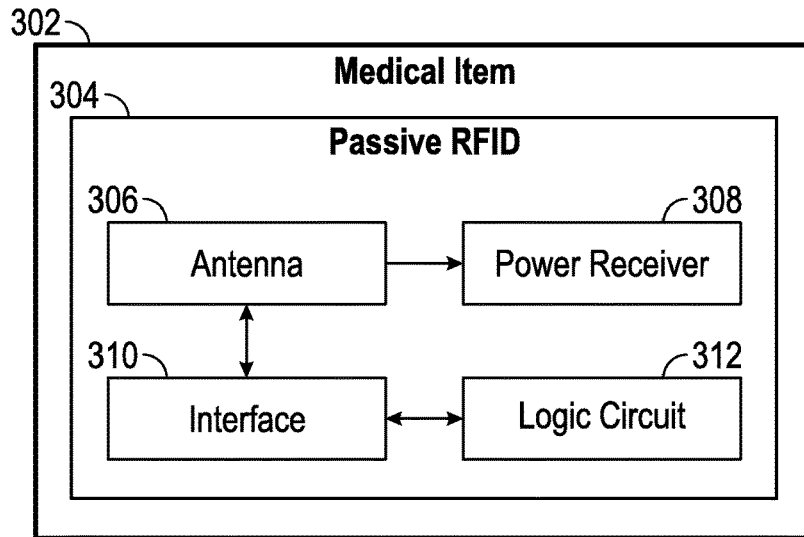 302
Medical Item
304
Passive RFID
306
308
Antenna
Power Receiver
310
312
Interface
Logic Circuit